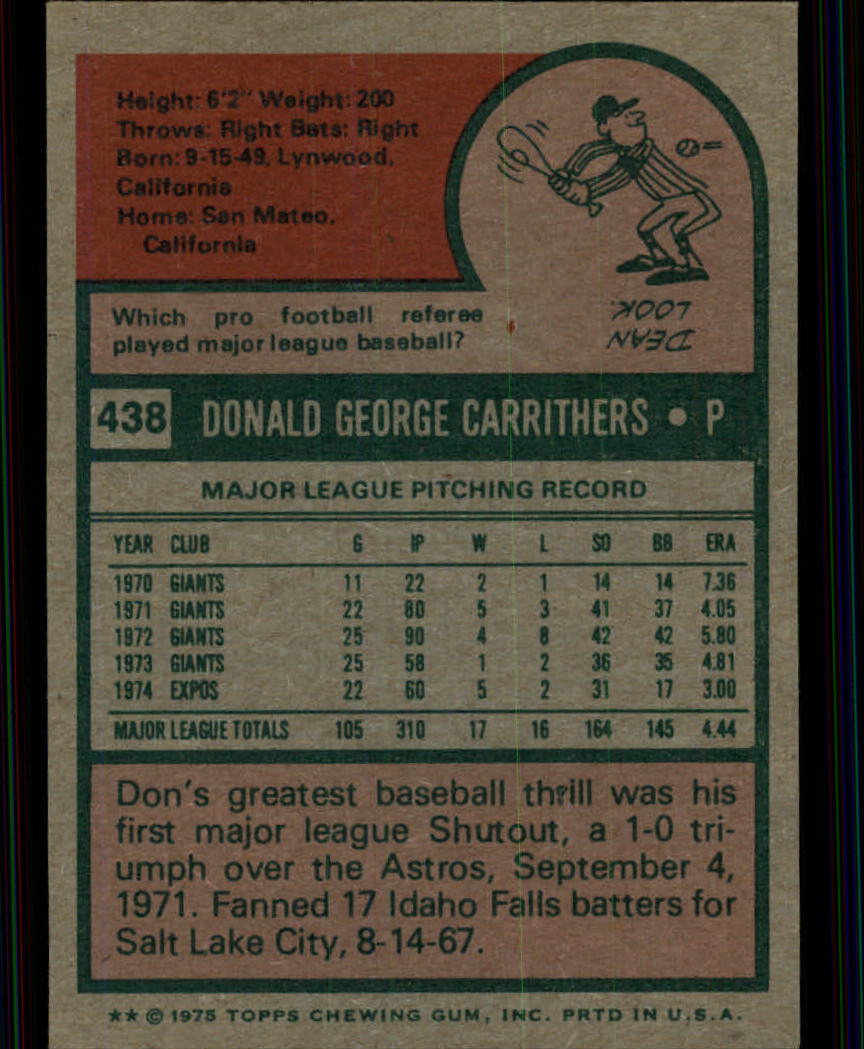 Height: 6'2" Weight: 200
Throws: Right Bats: Right
Born: 9-15-49, Lynwood,
California
Home: San Mateo,
California
Which pro football referee
played major league baseball?
DEAN
LOOK.
438 DONALD GEORGE CARRITHERS • P
MAJOR LEAGUE PITCHING RECORD
YEAR CLUB G IP W L SO BB ERA
1970 GIANTS 11 22 2 1 14 14 7.36
1971 GIANTS 22 80 5 3 41 37 4.05
1972 GIANTS 25 90 4 8 42 42 5.80
1973 GIANTS 25 58 1 2 36 35 4.81
1974 EXPOS 22 60 5 2 31 17 3.00
MAJOR LEAGUE TOTALS 105 310 17 16 164 145 4.44
Don's greatest baseball thrill was his
first major league Shutout, a 1-0 tri-
umph over the Astros, September 4,
1971. Fanned 17 Idaho Falls batters for
Salt Lake City, 8-14-67.
** © 1975 TOPPS CHEWING GUM, INC. PRTD IN U.S.A.